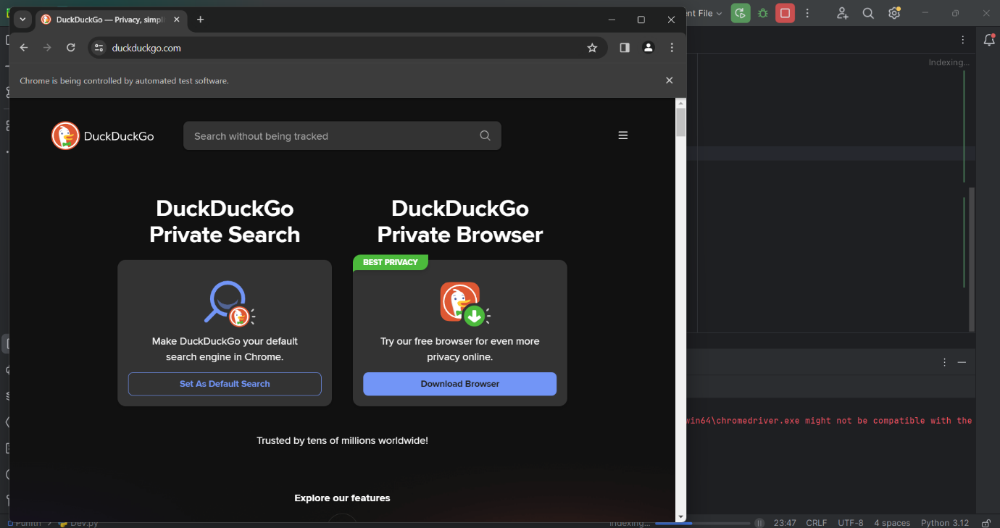 DuckDuckGo — Privacy, simpli
nt File
duckduckgo.com
Indexing...
Chrome is being controlled by automated test software.
DuckDuckGo
Search without being tracked
DuckDuckGo
Private Search
DuckDuckGo
Private Browser
BEST PRIVACY
Make DuckDuckGo your default
search engine in Chrome.
Set As Default Search
Try our free browser for even more
privacy online.
Download Browser
win64\chromedriver.exe might not be compatible with the
Trusted by tens of millions worldwide!
Explore our features
Punith > Dev.py
Indexing...
23:47 CRLF UTF-8 4 spaces Python 3.12